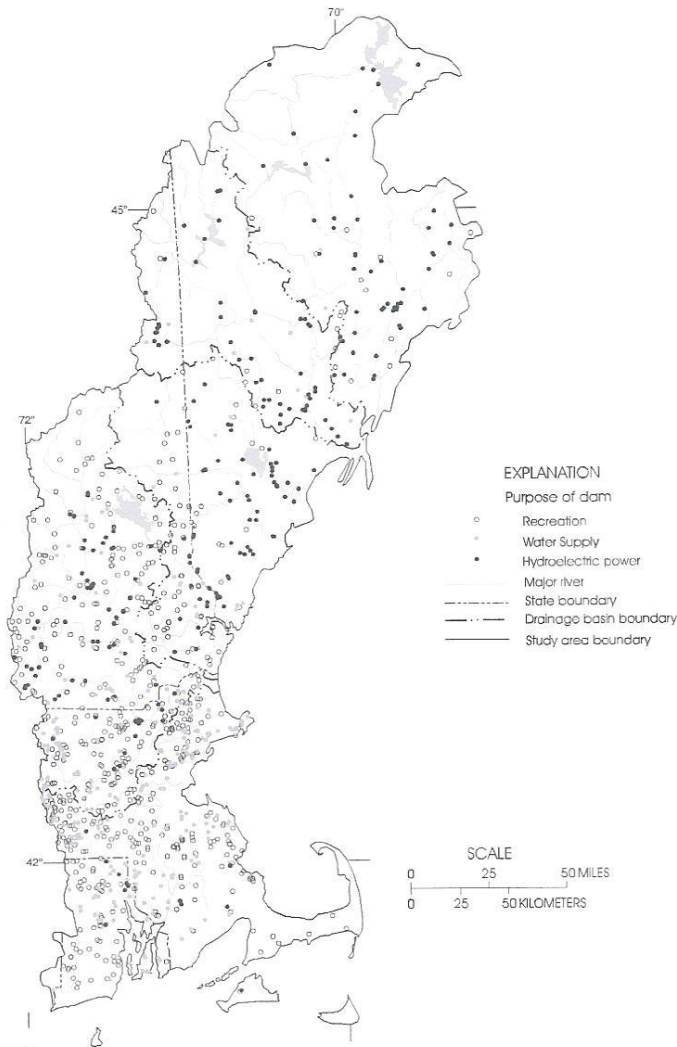 70°
45°
72°
EXPLANATION
Purpose of dam
Recreation
Water Supply
Hydroelectric power
Major river
State boundary
Drainage basin boundary
Study area boundary
42°
SCALE
0 25 50 MILES
0 25 50 KILOMETERS